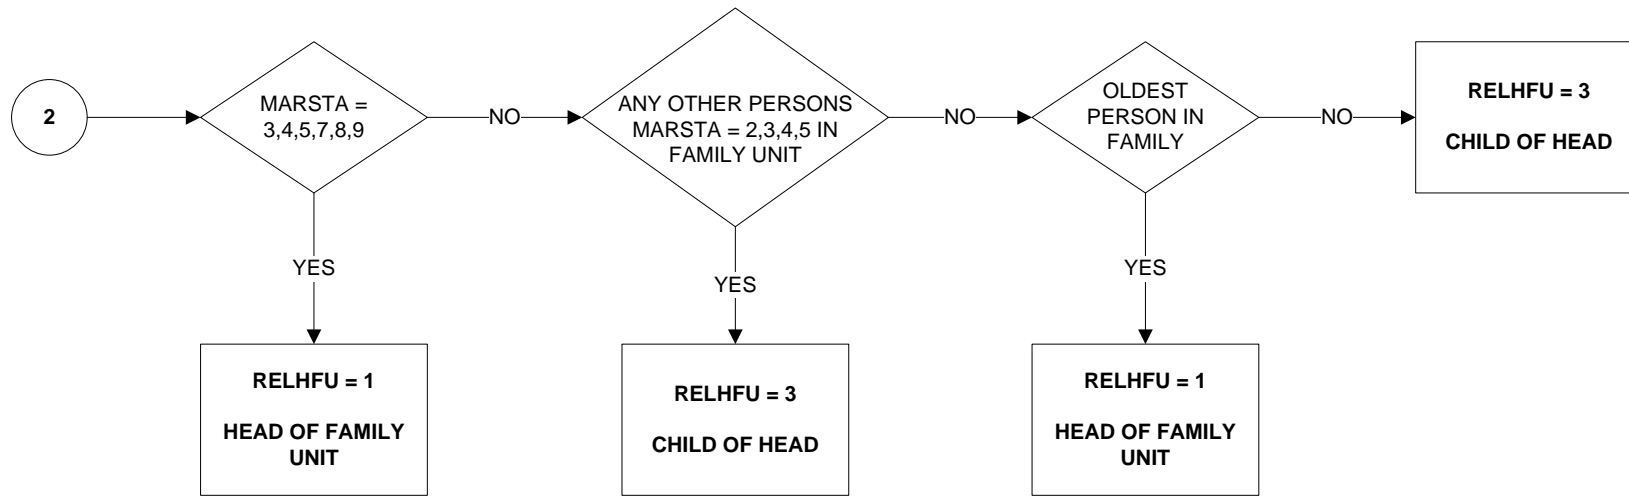 2
MARSTA =
3,4,5,7,8,9
NO
ANY OTHER PERSONS
MARSTA = 2,3,4,5 IN
FAMILY UNIT
NO
OLDEST
PERSON IN
FAMILY
NO
RELHFU = 3
CHILD OF HEAD
YES
YES
YES
RELHFU = 1
HEAD OF FAMILY
UNIT
RELHFU = 3
CHILD OF HEAD
RELHFU = 1
HEAD OF FAMILY
UNIT